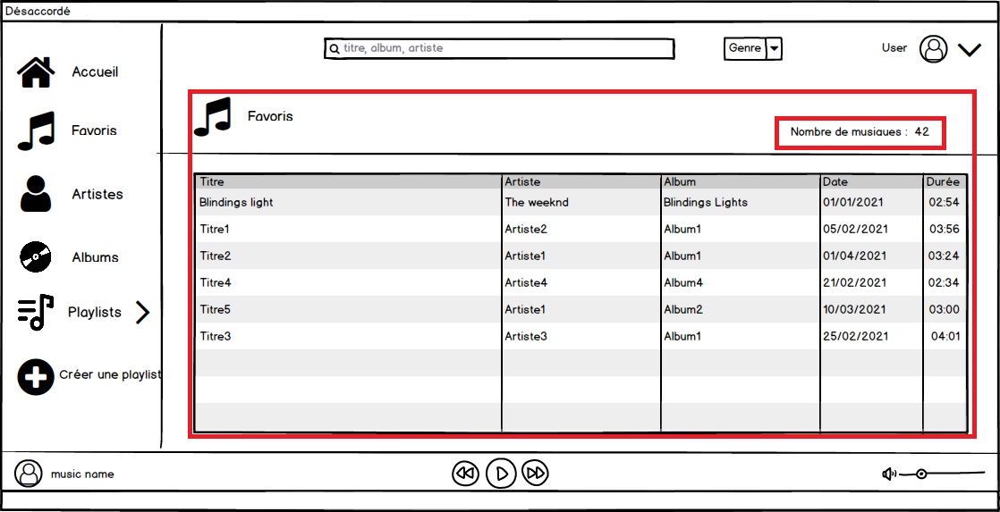 Désaccordé
titre, album, artiste
Genre
User
Accueil
Favoris
Artistes
Albums
Playlists
Créer une playlist
Favoris
Nombre de musiques : 42
Titre Artiste Album Date Durée
Blindings light The weeknd Blindings Lights 01/01/2021 02:54
Titre1 Artiste2 Album1 05/02/2021 03:56
Titre2 Artiste1 Album1 01/04/2021 03:24
Titre4 Artiste4 Album4 21/02/2021 02:34
Titre5 Artiste1 Album2 10/03/2021 03:00
Titre3 Artiste3 Album1 25/02/2021 04:01
music name